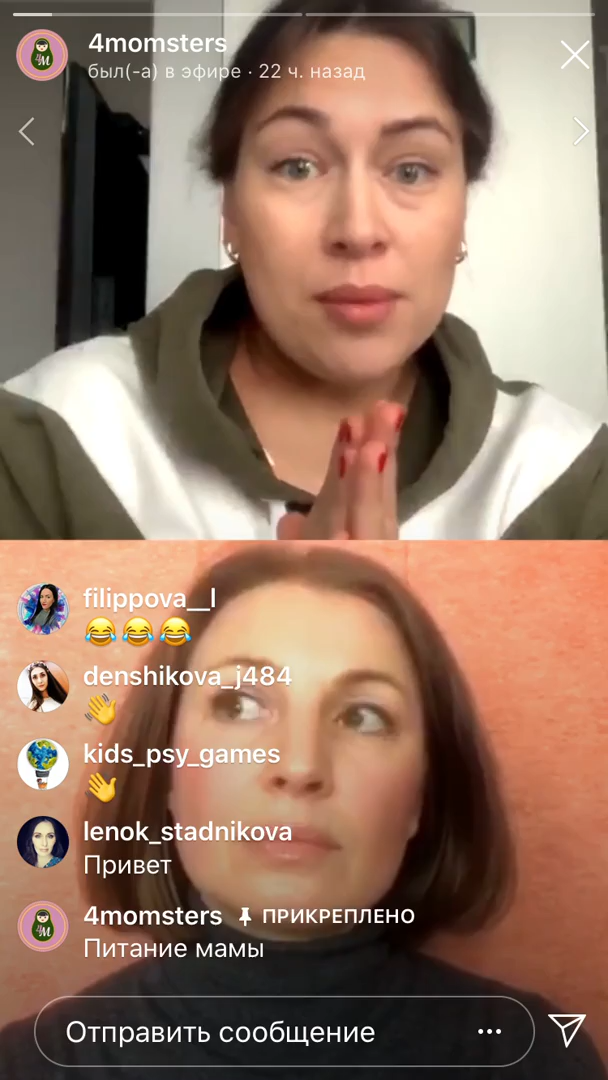 4momsters
был(-а) в эфире · 22 ч. назад
filippova__l
😂😂😂
denshikova_j484
👋
kids_psy_games
👋
lenok_stadnikova
Привет
4momsters ПРИКРЕПЛЕНО
Питание мамы
Отправить сообщение